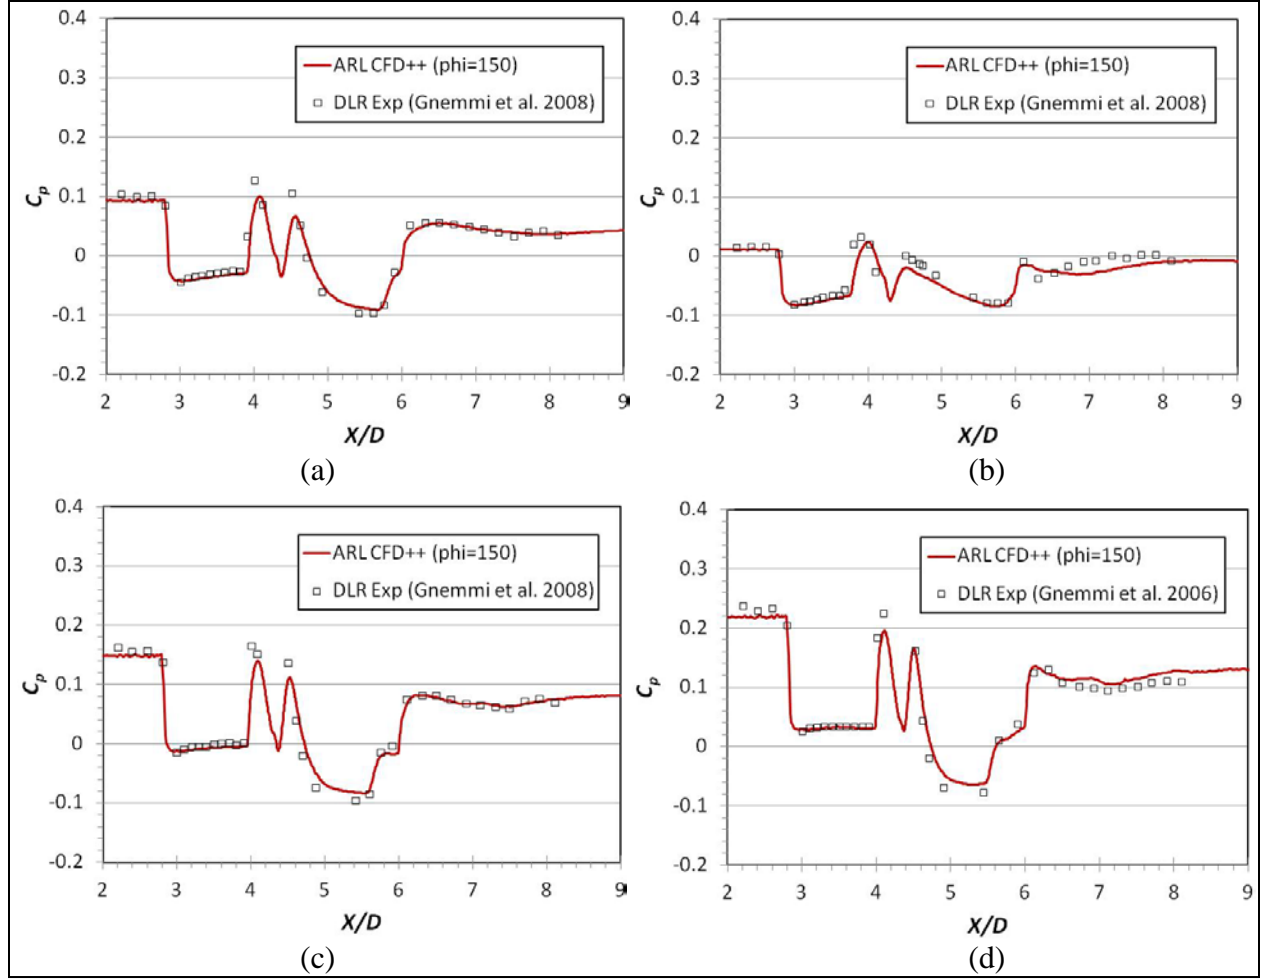 0.4
0.3
0.2
0.1
0
-0.1
-0.2
Cp
ARL CFD++ (phi=150)
DLR Exp (Gnemmi et al. 2008)
2 3 4 5 6 7 8 9
X/D
(a)
0.4
0.3
0.2
0.1
0
-0.1
-0.2
Cp
ARL CFD++ (phi=150)
DLR Exp (Gnemmi et al. 2008)
2 3 4 5 6 7 8 9
X/D
(b)
0.4
0.3
0.2
0.1
0
-0.1
-0.2
Cp
ARL CFD++ (phi=150)
DLR Exp (Gnemmi et al. 2008)
2 3 4 5 6 7 8 9
X/D
(c)
0.4
0.3
0.2
0.1
0
-0.1
-0.2
Cp
ARL CFD++ (phi=150)
DLR Exp (Gnemmi et al. 2006)
2 3 4 5 6 7 8 9
X/D
(d)